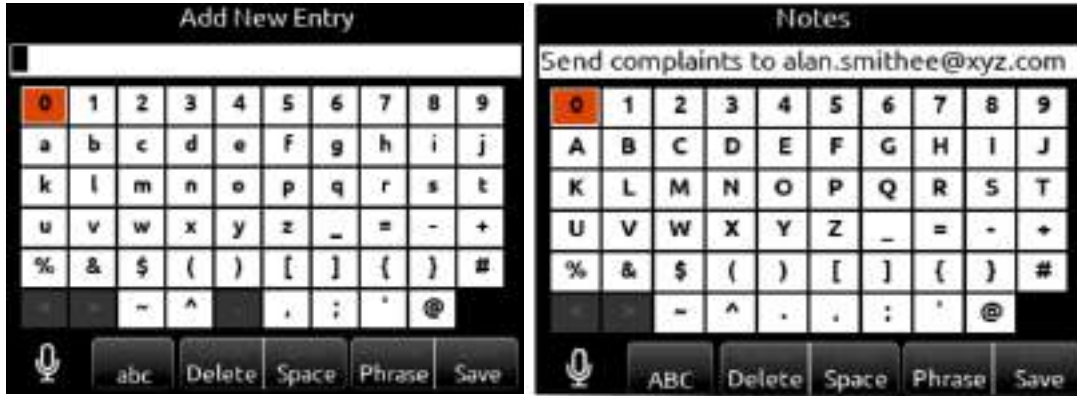 Add New Entry
0 1 2 3 4 5 6 7 8 9
a b c d e f g h i j
k l m n o p q r s t
u v w x y z _ = - +
% & $ ( ) [ ] { } #
< > ~ ^ . , ; ' @
abc Delete Space Phrase Save
Notes
Send complaints to alan.smithee@xyz.com
0 1 2 3 4 5 6 7 8 9
A B C D E F G H I J
K L M N O P Q R S T
U V W X Y Z _ = - +
% & $ ( ) [ ] { } #
< > ~ ^ . , ; ' @
ABC Delete Space Phrase Save